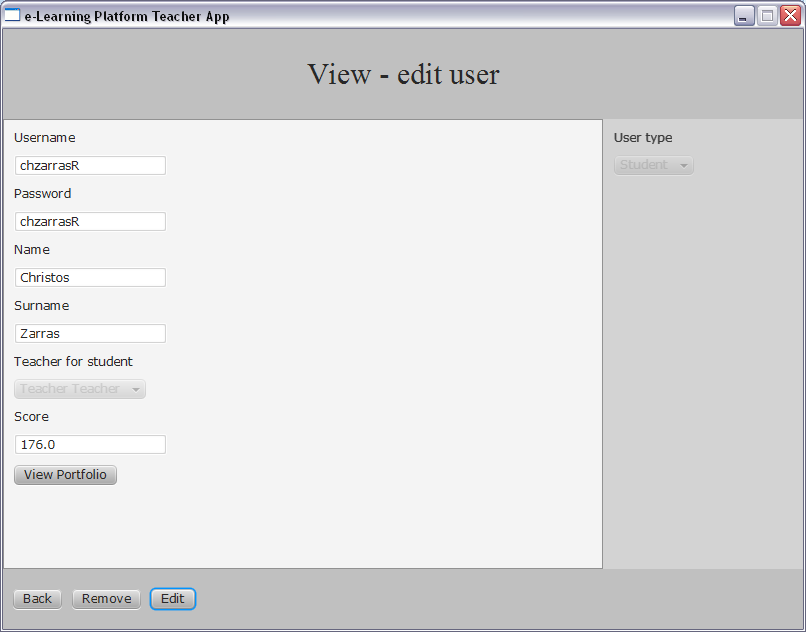 e-Learning Platform Teacher App
View - edit user
Username
chzarrasR
Password
chzarrasR
Name
Christos
Surname
Zarras
Teacher for student
Teacher Teacher
Score
176.0
View Portfolio
User type
Student
Back Remove Edit